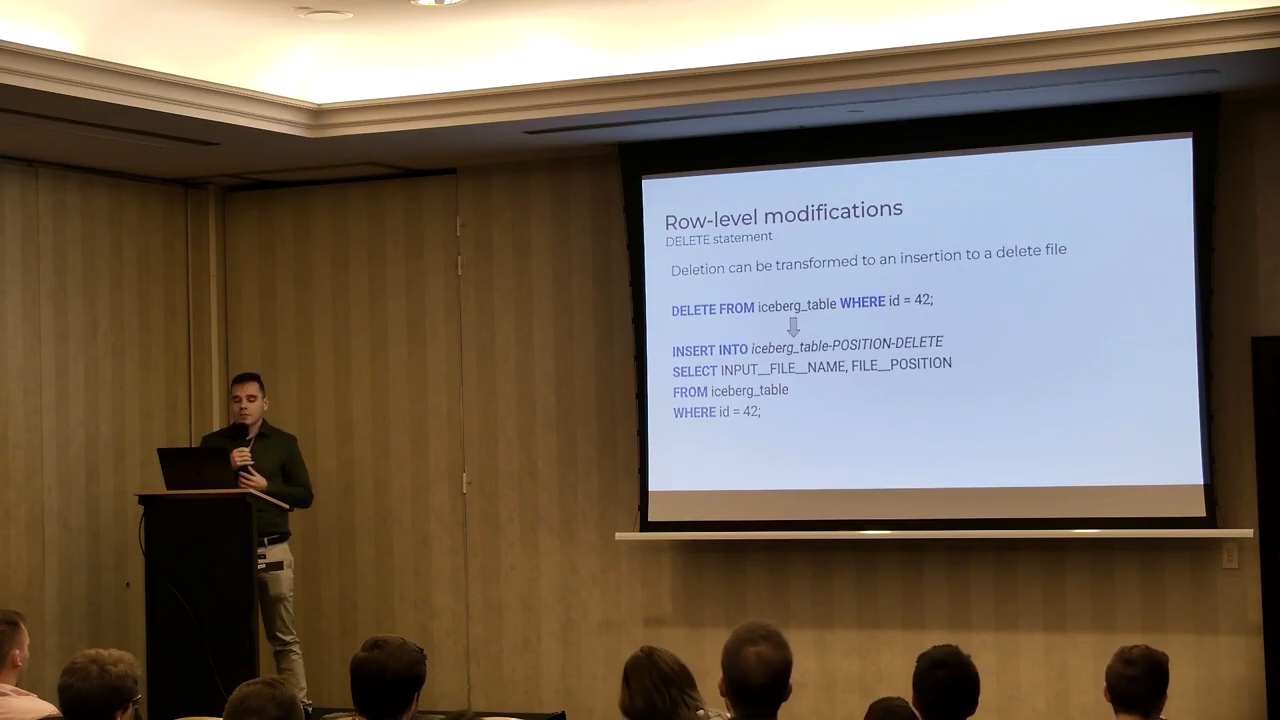 Row-level modifications
DELETE statement
Deletion can be transformed to an insertion to a delete file
DELETE FROM iceberg_table WHERE id = 42;
INSERT INTO iceberg_table-POSITION-DELETE
SELECT INPUT__FILE__NAME, FILE__POSITION
FROM iceberg_table
WHERE id = 42;